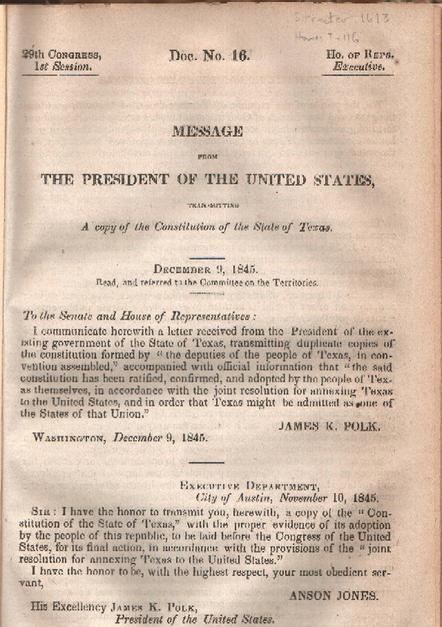 Streeter 1613
29th Congress, Doc. No. 16. Ho. of Reps.
1st Session. Executive.
MESSAGE
FROM
THE PRESIDENT OF THE UNITED STATES,
TRANSMITTING
A copy of the Constitution of the State of Texas.
December 9, 1845.
Read, and referred to the Committee on the Territories.
To the Senate and House of Representatives:
I communicate herewith a letter received from the President of the ex-
isting government of the State of Texas, transmitting duplicate copies of
the constitution formed by "the deputies of the people of Texas, in con-
vention assembled," accompanied with official information that "the said
constitution has been ratified, confirmed, and adopted by the people of Tex-
as themselves, in accordance with the joint resolution for annexing Texas
to the United States, and in order that Texas might be admitted as one of
the States of that Union."
JAMES K. POLK.
Washington, December 9, 1845.
Executive Department,
City of Austin, November 10, 1845.
Sir: I have the honor to transmit you, herewith, a copy of the "Con-
stitution of the State of Texas," with the proper evidence of its adoption
by the people of this republic, to be laid before the Congress of the United
States, for its final action, in accordance with the provisions of the "joint
resolution for annexing Texas to the United States."
I have the honor to be, with the highest respect, your most obedient ser-
vant,
ANSON JONES.
His Excellency James K. Polk,
President of the United States.